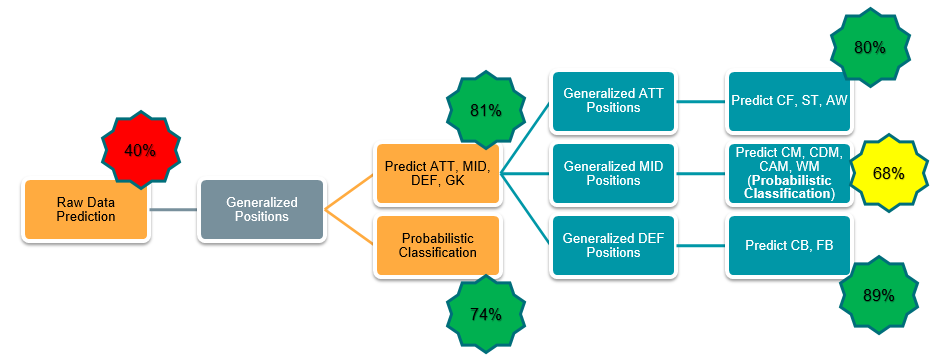 40%
Raw Data
Prediction
Generalized
Positions
81%
Predict ATT, MID,
DEF, GK
Probabilistic
Classification
74%
Generalized ATT
Positions
Generalized MID
Positions
Generalized DEF
Positions
80%
Predict CF, ST, AW
Predict CM, CDM,
CAM, WM
(Probabilistic
Classification)
68%
Predict CB, FB
89%